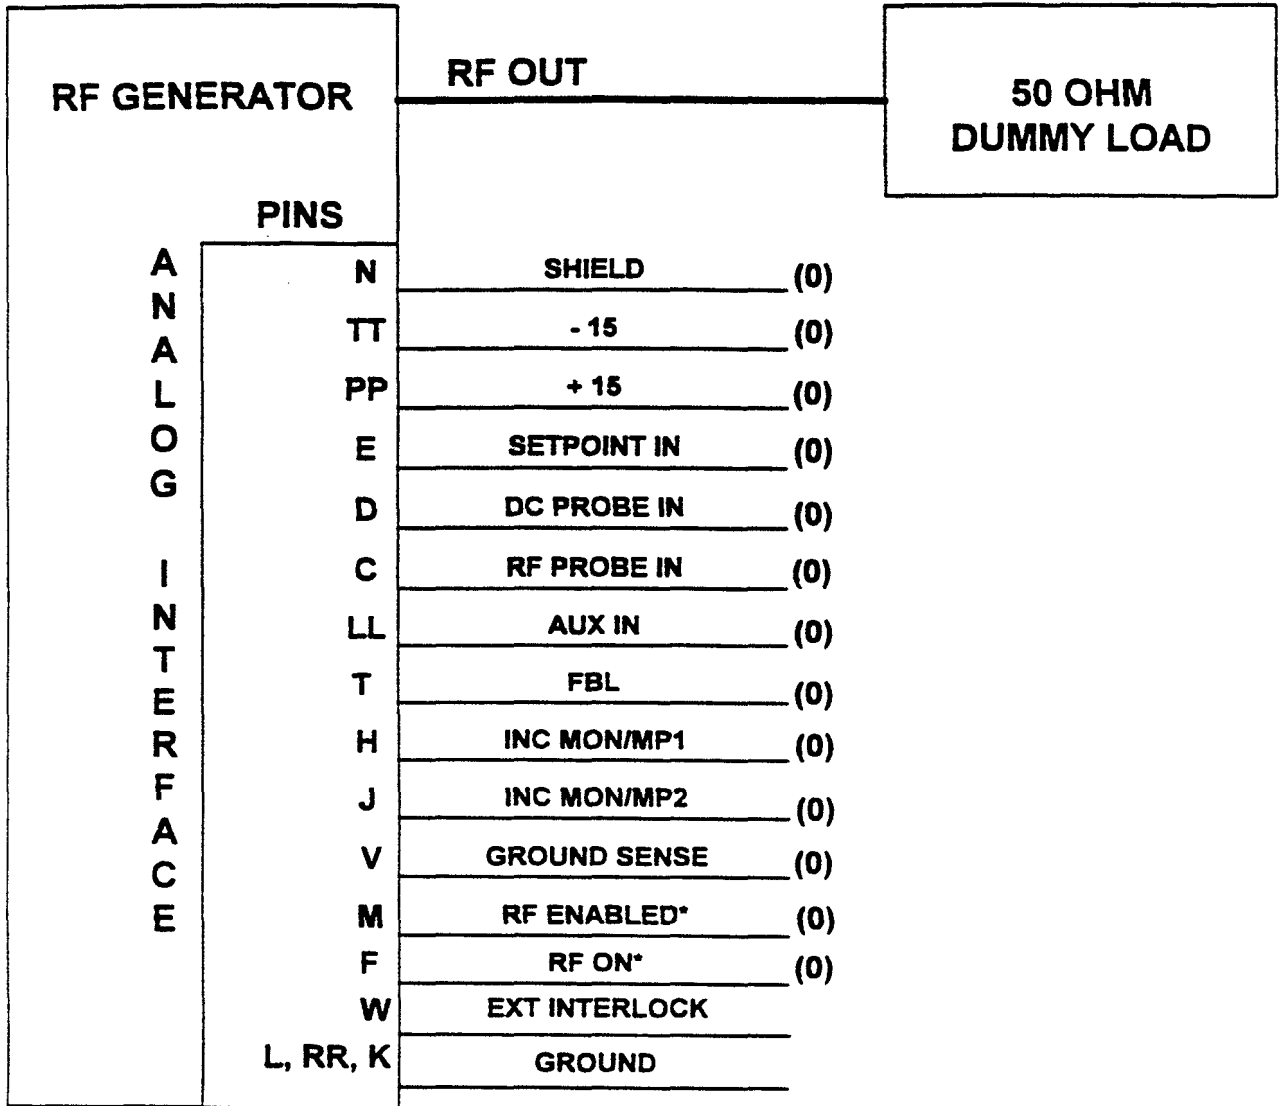 RF GENERATOR
RF OUT
50 OHM
DUMMY LOAD
PINS
ANALOG INTERFACE
N SHIELD (0)
TT - 15 (0)
PP + 15 (0)
E SETPOINT IN (0)
D DC PROBE IN (0)
C RF PROBE IN (0)
LL AUX IN (0)
T FBL (0)
H INC MON/MP1 (0)
J INC MON/MP2 (0)
V GROUND SENSE (0)
M RF ENABLED* (0)
F RF ON* (0)
W EXT INTERLOCK
L, RR, K GROUND